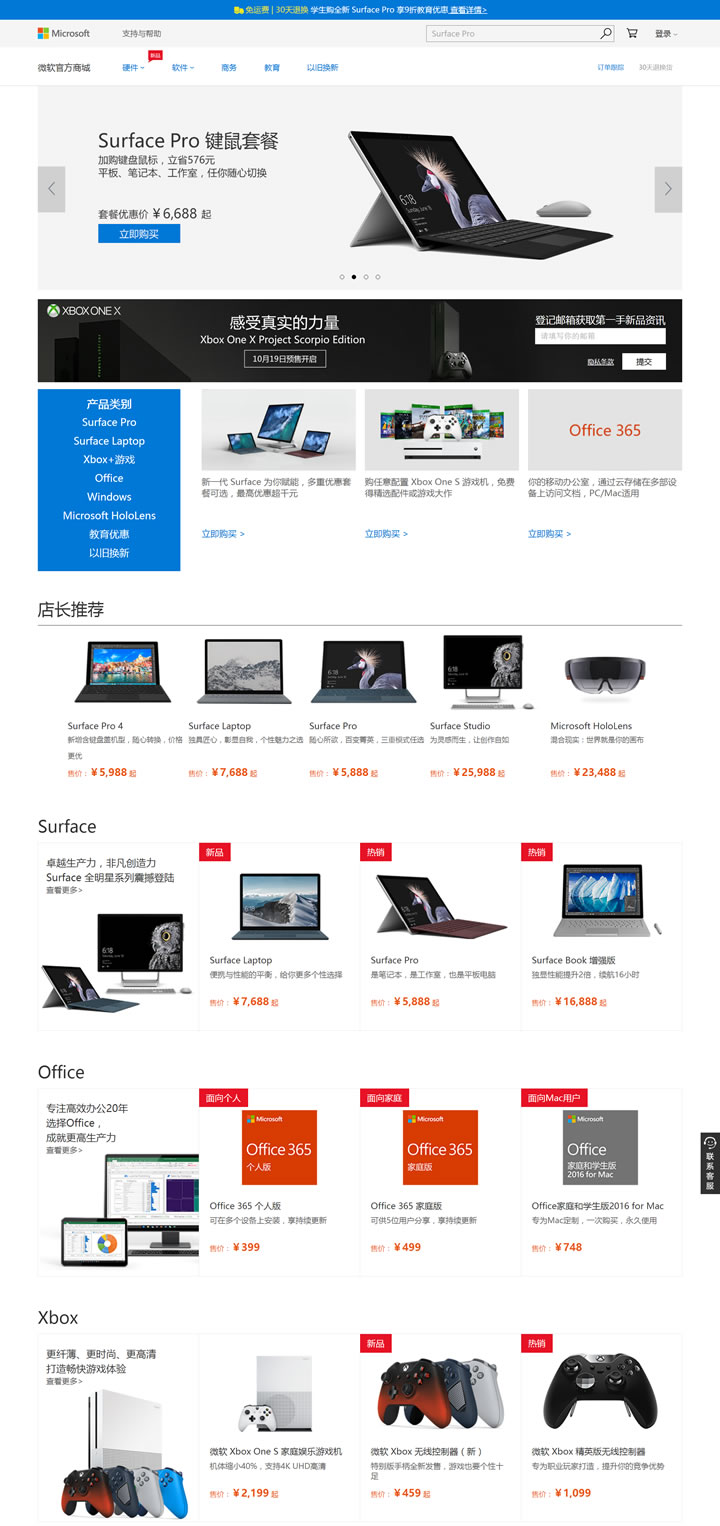 免运费 | 30天退换 学生购全新 Surface Pro 享9折教育优惠 查看详情>
Microsoft 支持与帮助 Surface Pro 登录
微软官方商城 硬件 新品 软件 商务 教育 以旧换新 订单跟踪 30天退换货
Surface Pro 键鼠套餐
加购键盘鼠标，立省576元
平板、笔记本、工作室，任你随心切换
套餐优惠价 ¥6,688 起
立即购买
XBOX ONE X
感受真实的力量
Xbox One X Project Scorpio Edition
10月19日预售开启
登记邮箱获取第一手新品资讯
请填写你的邮箱
隐私条款 提交
产品类别
Surface Pro
Surface Laptop
Xbox+游戏
Office
Windows
Microsoft HoloLens
教育优惠
以旧换新
新一代 Surface 为你赋能，多重优惠套
餐可选，最高优惠超千元
立即购买 >
购任意配置 Xbox One S 游戏机，免费
得精选配件或游戏大作
立即购买 >
Office 365
你的移动办公室，通过云存储在多部设
备上访问文档，PC/Mac适用
立即购买 >
店长推荐
Surface Pro 4
新增含键盘盖机型，随心转换，价格
更优
售价： ¥5,988 起
Surface Laptop
独具匠心，彰显自我，个性魅力之选
售价： ¥7,688 起
6:18
Surface Pro
随心所欲，百变菁英，三重模式任选
售价： ¥5,888 起
6:18
Surface Studio
为灵感而生，让创作自如
售价： ¥25,988 起
Microsoft HoloLens
混合现实：世界就是你的画布
售价： ¥23,488 起
Surface
卓越生产力，非凡创造力
Surface 全明星系列震撼登陆
查看更多>
6:18
新品
Surface Laptop
便携与性能的平衡，给你更多个性选择
售价： ¥7,688 起
热销
Surface Pro
是笔记本，是工作室，也是平板电脑
售价： ¥5,888 起
热销
Surface Book 增强版
独显性能提升2倍，续航16小时
售价： ¥16,888 起
Office
专注高效办公20年
选择Office，
成就更高生产力
查看更多>
面向个人
Microsoft
Office 365
个人版
Office 365 个人版
可在多个设备上安装，享持续更新
售价： ¥399
面向家庭
Microsoft
Office 365
家庭版
Office 365 家庭版
可供5位用户分享，享持续更新
售价： ¥499
面向Mac用户
Microsoft
Office
家庭和学生版
2016 for Mac
Office家庭和学生版2016 for Mac
专为Mac定制，一次购买，永久使用
售价： ¥748
联系客服
Xbox
更纤薄、更时尚、更高清
打造畅快游戏体验
查看更多>
微软 Xbox One S 家庭娱乐游戏机
机体缩小40%，支持4K UHD高清
售价： ¥2,199 起
新品
微软 Xbox 无线控制器（新）
特别版手柄全新发售，游戏也要个性十
足
售价： ¥459 起
热销
微软 Xbox 精英版无线控制器
专为职业玩家打造，提升你的竞争优势
售价： ¥1,099